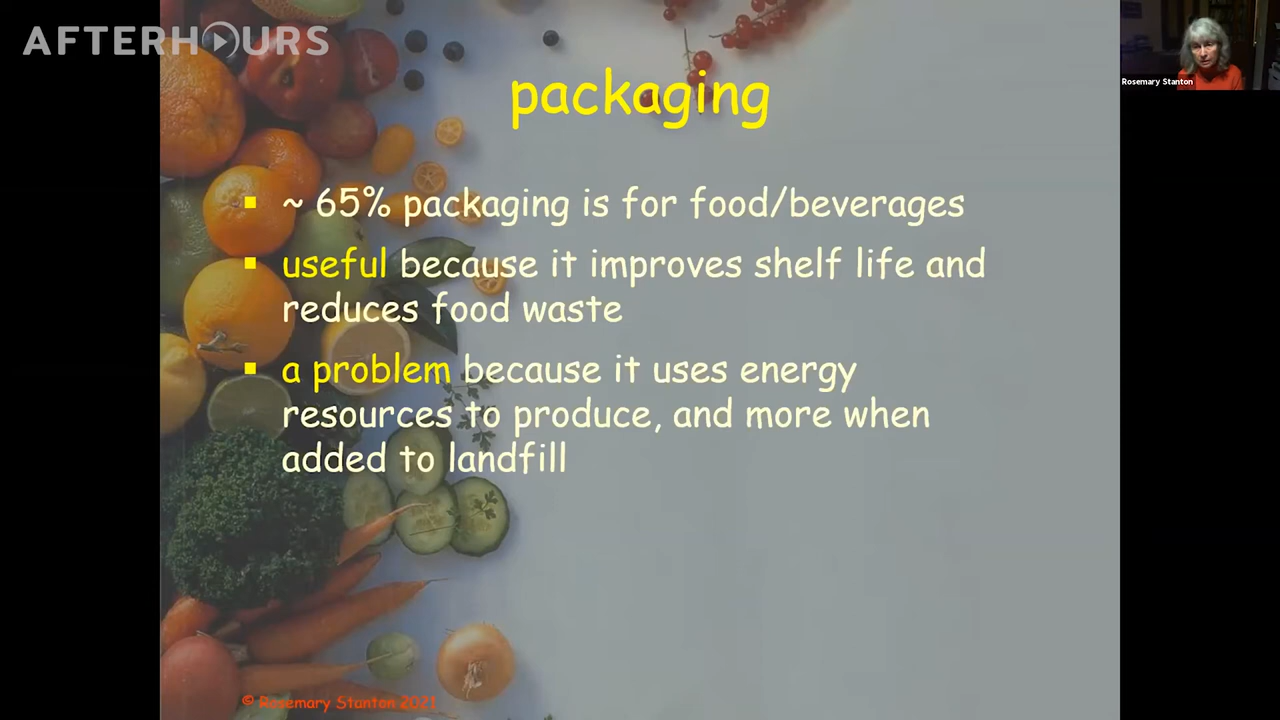 AFTERHOURS
Rosemary Stanton
packaging
~ 65% packaging is for food/beverages
useful because it improves shelf life and
reduces food waste
a problem because it uses energy
resources to produce, and more when
added to landfill
© Rosemary Stanton 2021